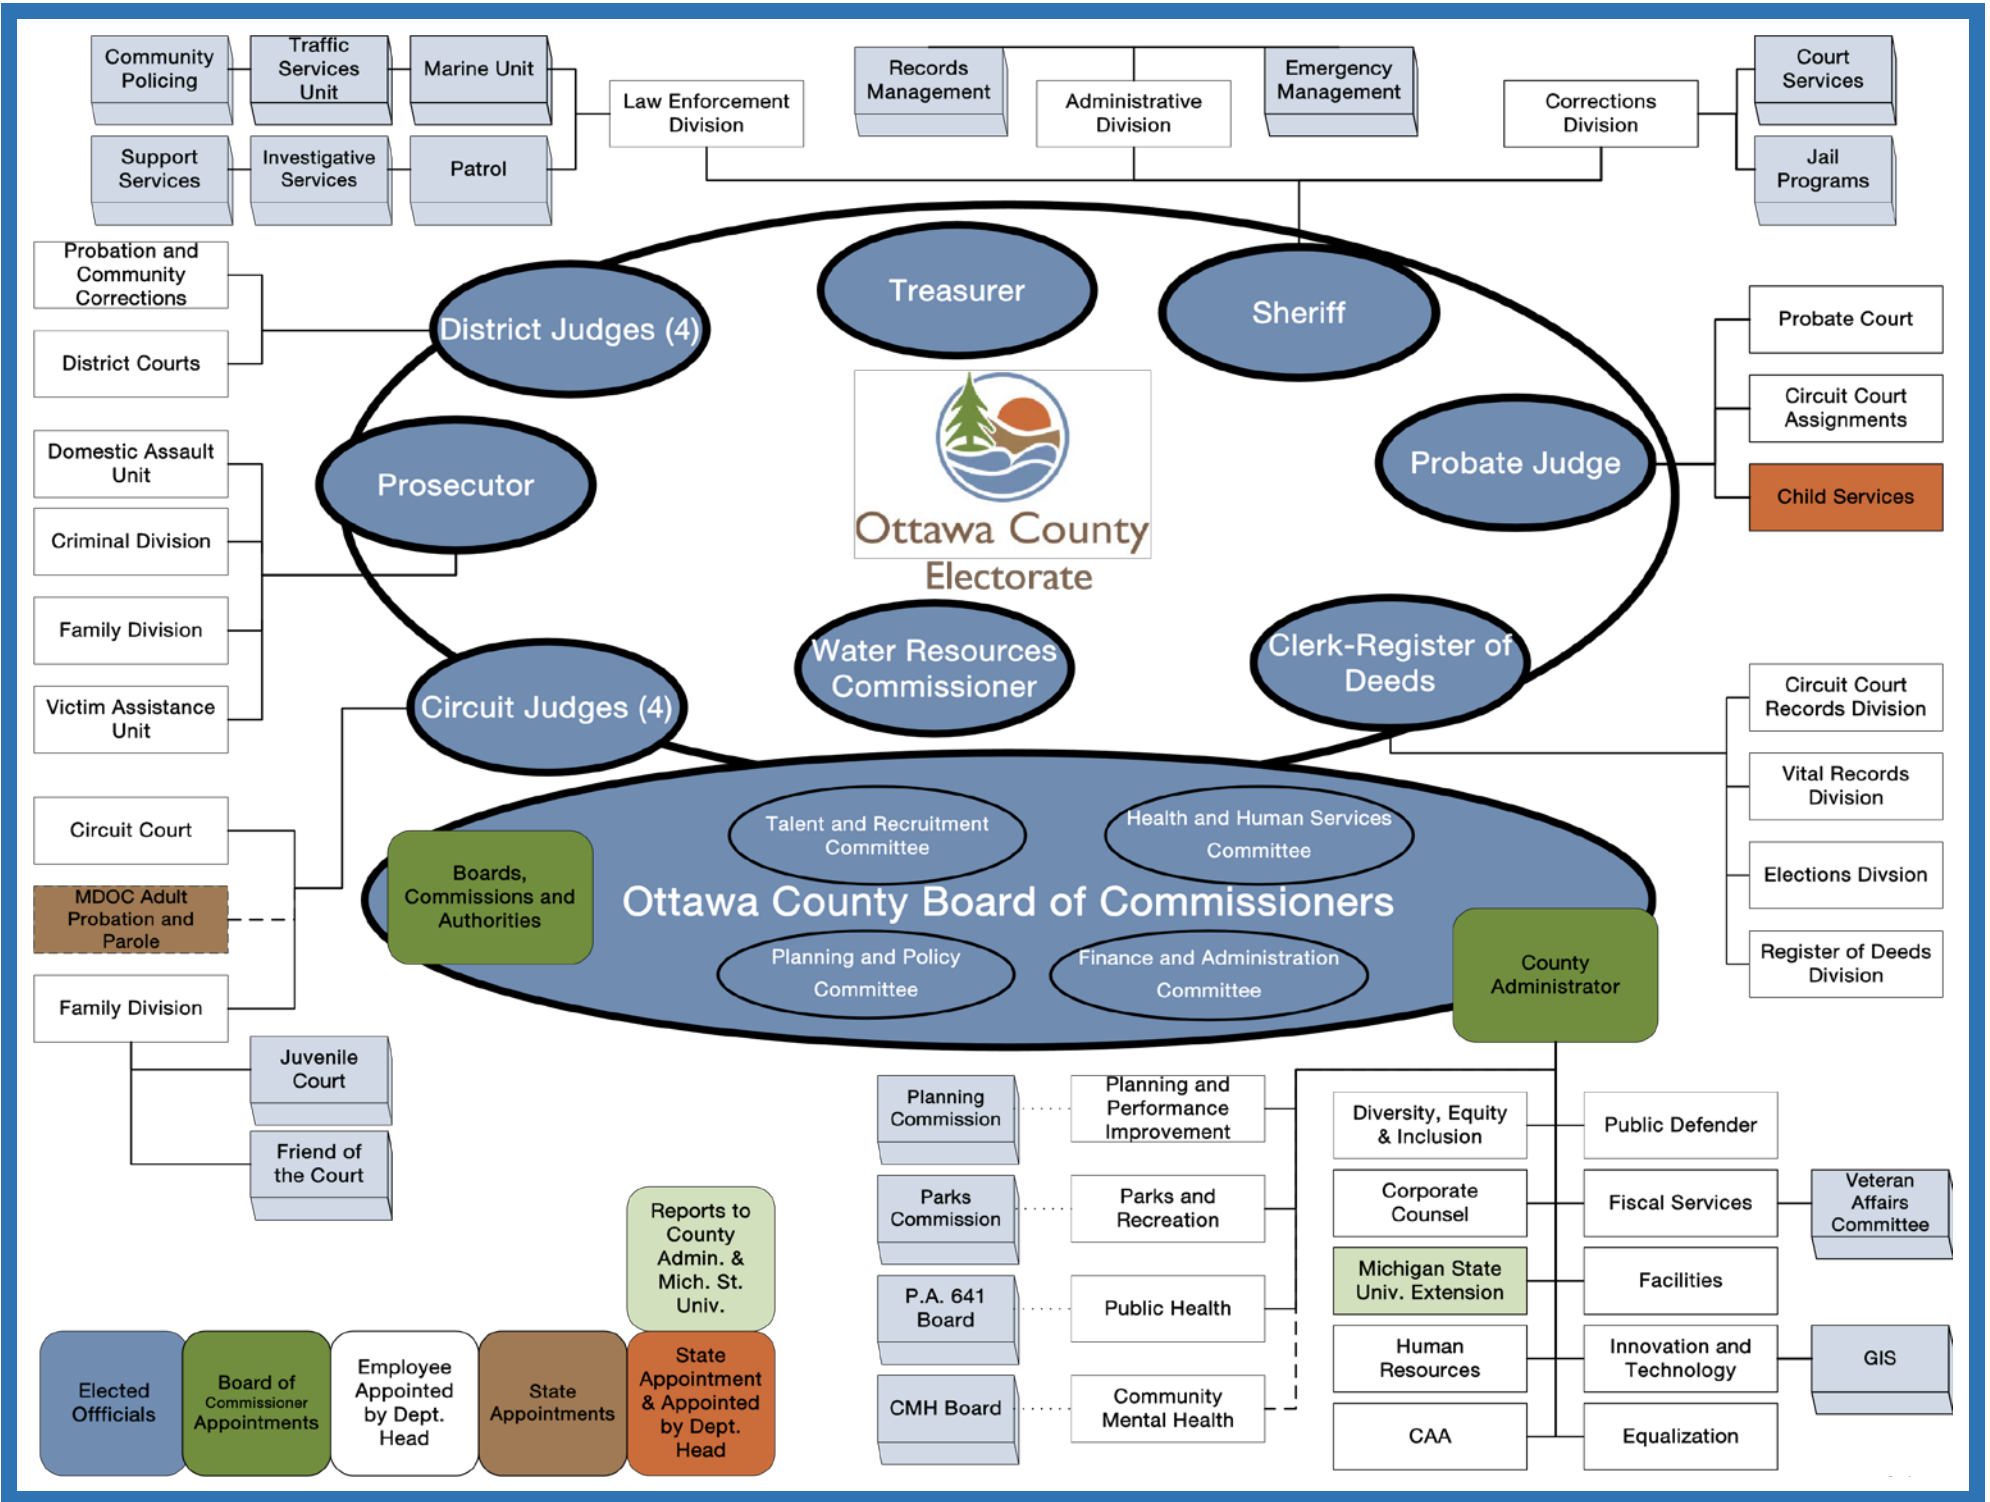 Community
Policing
Traffic
Services
Unit
Marine Unit
Law Enforcement
Division
Support
Services
Investigative
Services
Patrol
Records
Management
Administrative
Division
Emergency
Management
Corrections
Division
Court
Services
Jail
Programs
Probation and
Community
Corrections
District Courts
District Judges (4)
Treasurer
Sheriff
Probate Court
Circuit Court
Assignments
Child Services
Probate Judge
Domestic Assault
Unit
Criminal Division
Family Division
Victim Assistance
Unit
Prosecutor
Ottawa County
Electorate
Circuit Judges (4)
Water Resources
Commissioner
Clerk-Register of
Deeds
Circuit Court
Records Division
Vital Records
Division
Elections Divsion
Register of Deeds
Division
Circuit Court
MDOC Adult
Probation and
Parole
Family Division
Juvenile
Court
Friend of
the Court
Boards,
Commissions and
Authorities
Talent and Recruitment
Committee
Health and Human Services
Committee
Ottawa County Board of Commissioners
Planning and Policy
Committee
Finance and Administration
Committee
County
Administrator
Planning
Commission
Planning and
Performance
Improvement
Parks
Commission
Parks and
Recreation
P.A. 641
Board
Public Health
CMH Board
Community
Mental Health
Diversity, Equity
& Inclusion
Public Defender
Corporate
Counsel
Fiscal Services
Veteran
Affairs
Committee
Michigan State
Univ. Extension
Facilities
Human
Resources
Innovation and
Technology
GIS
CAA
Equalization
Reports to
County
Admin. &
Mich. St.
Univ.
Elected
Offficials
Board of
Commissioner
Appointments
Employee
Appointed
by Dept.
Head
State
Appointments
State
Appointment
& Appointed
by Dept.
Head